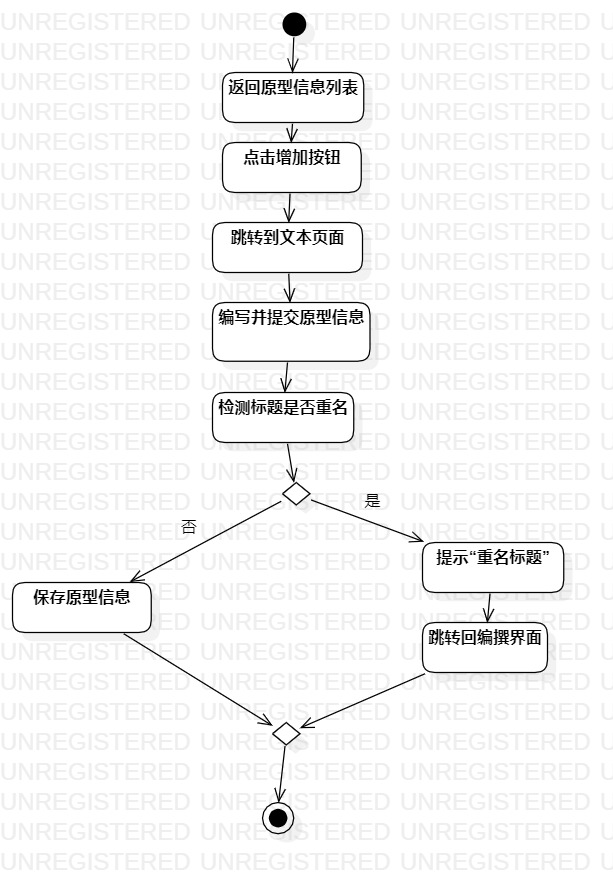 返回原型信息列表
点击增加按钮
跳转到文本页面
编写并提交原型信息
检测标题是否重名
是
否
提示“重名标题”
保存原型信息
跳转回编撰界面
UNREGISTERED